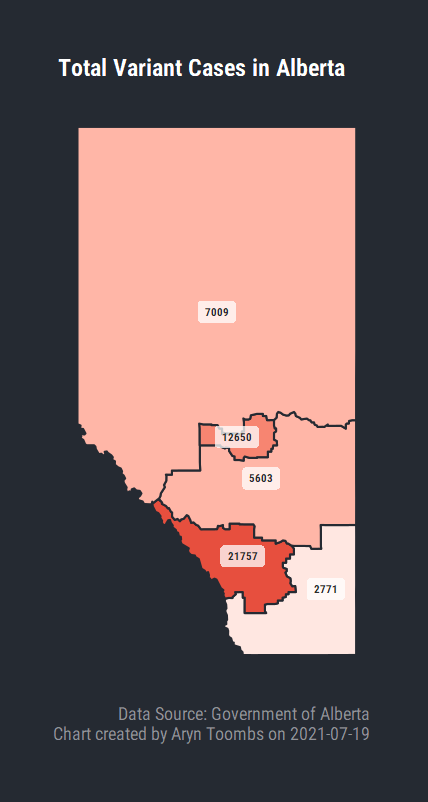 Total Variant Cases in Alberta
7009
12650
5603
21757
2771
Data Source: Government of Alberta
Chart created by Aryn Toombs on 2021-07-19